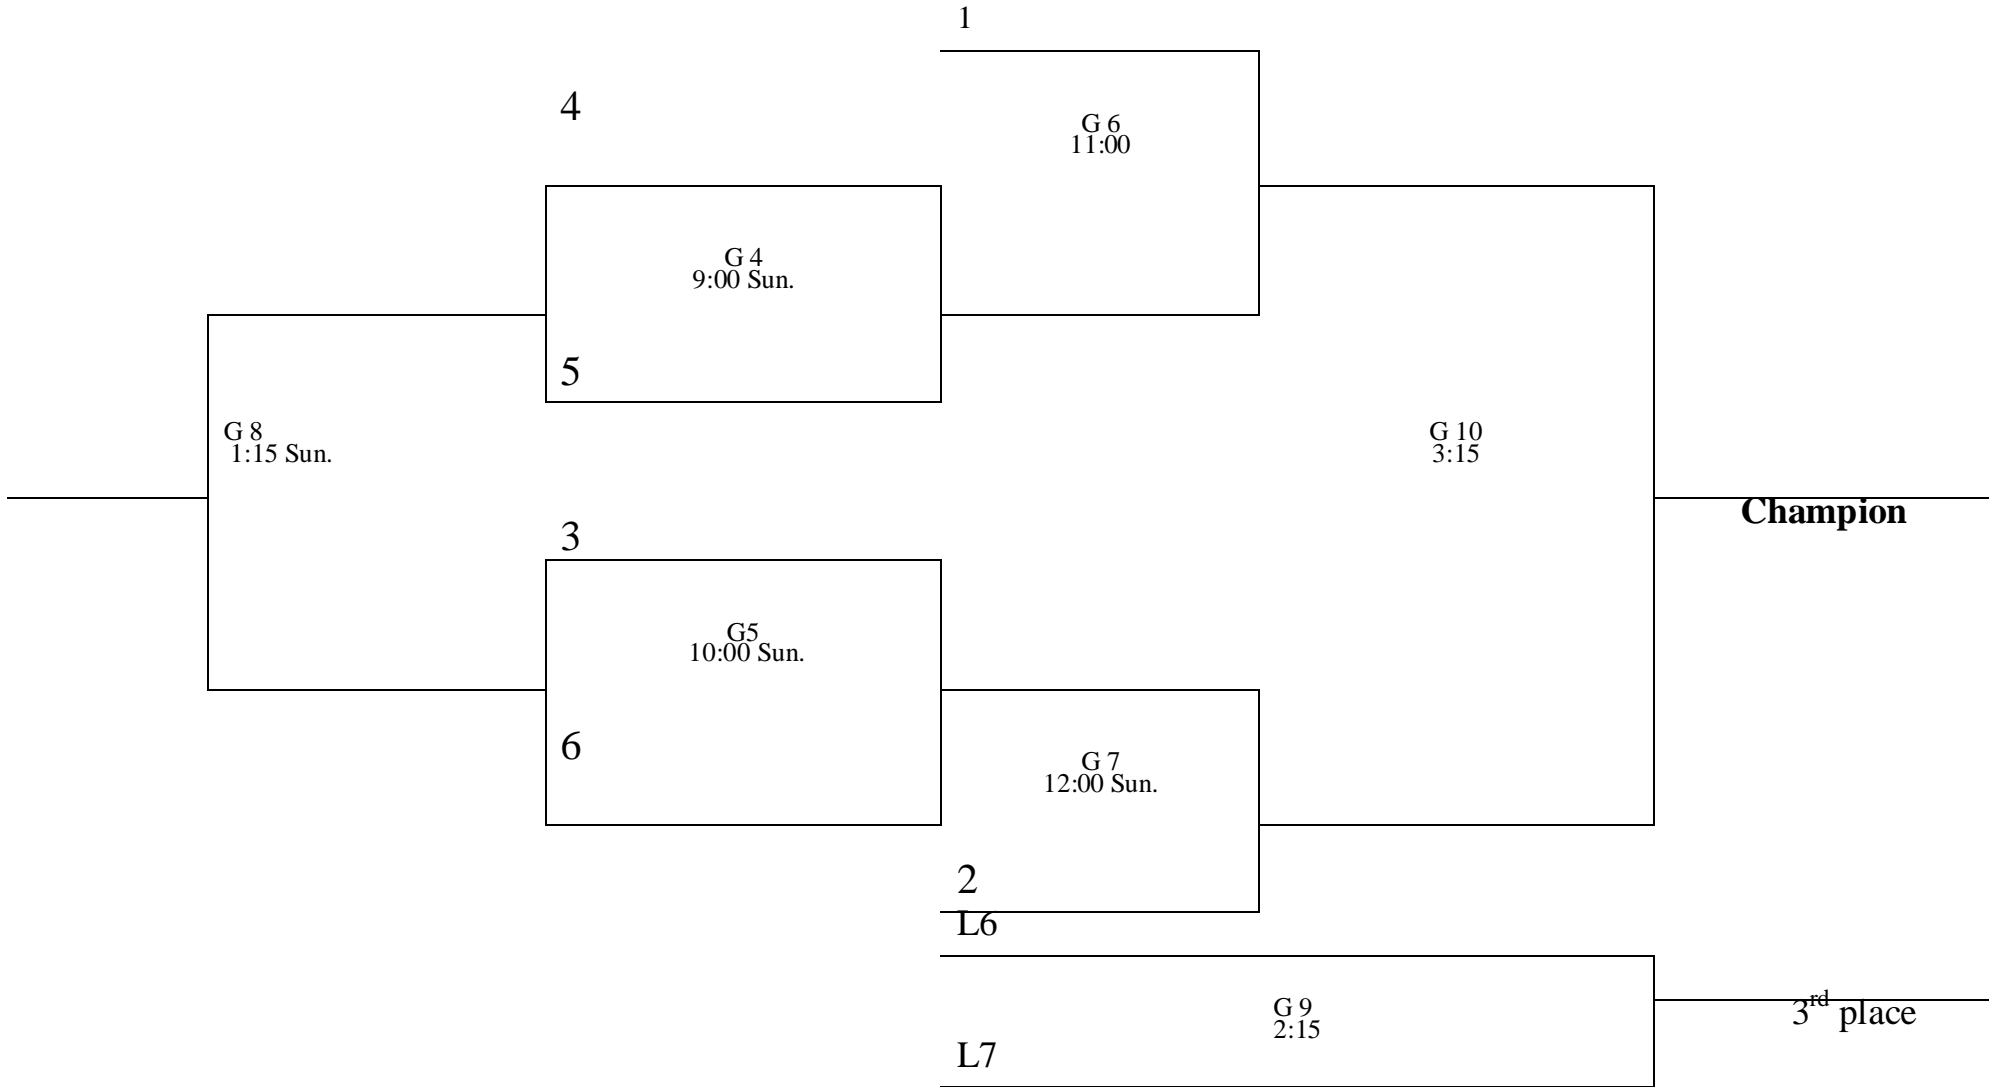 1
4
G 6
11:00
G 4
9:00 Sun.
5
G 8
1:15 Sun.
G 10
3:15
Champion
3
G5
10:00 Sun.
6
G 7
12:00 Sun.
2
L6
G 9
2:15
3rd place
L7